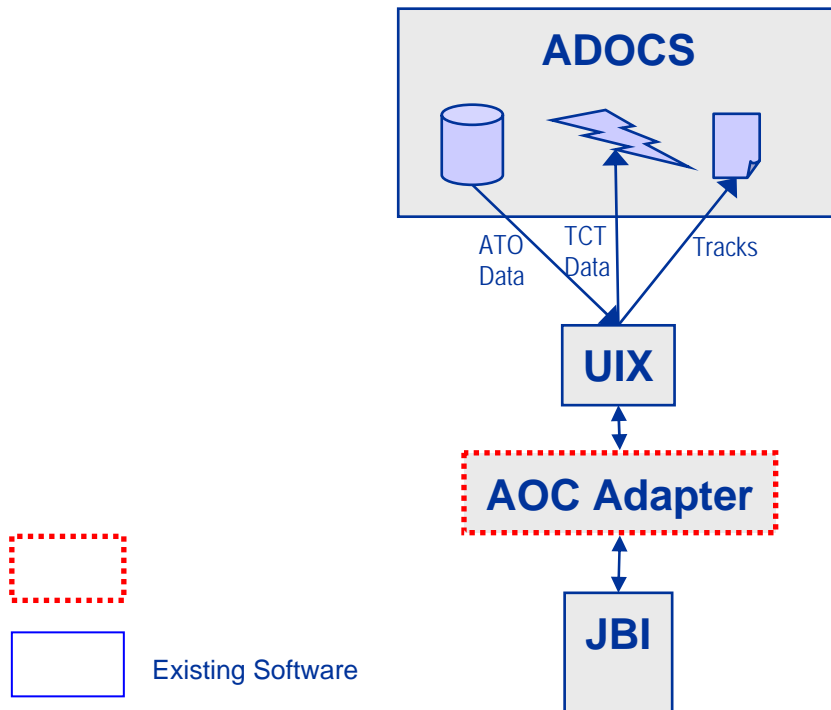 ADOCS
ATO
Data
TCT
Data
Tracks
UIX
AOC Adapter
JBI
Existing Software